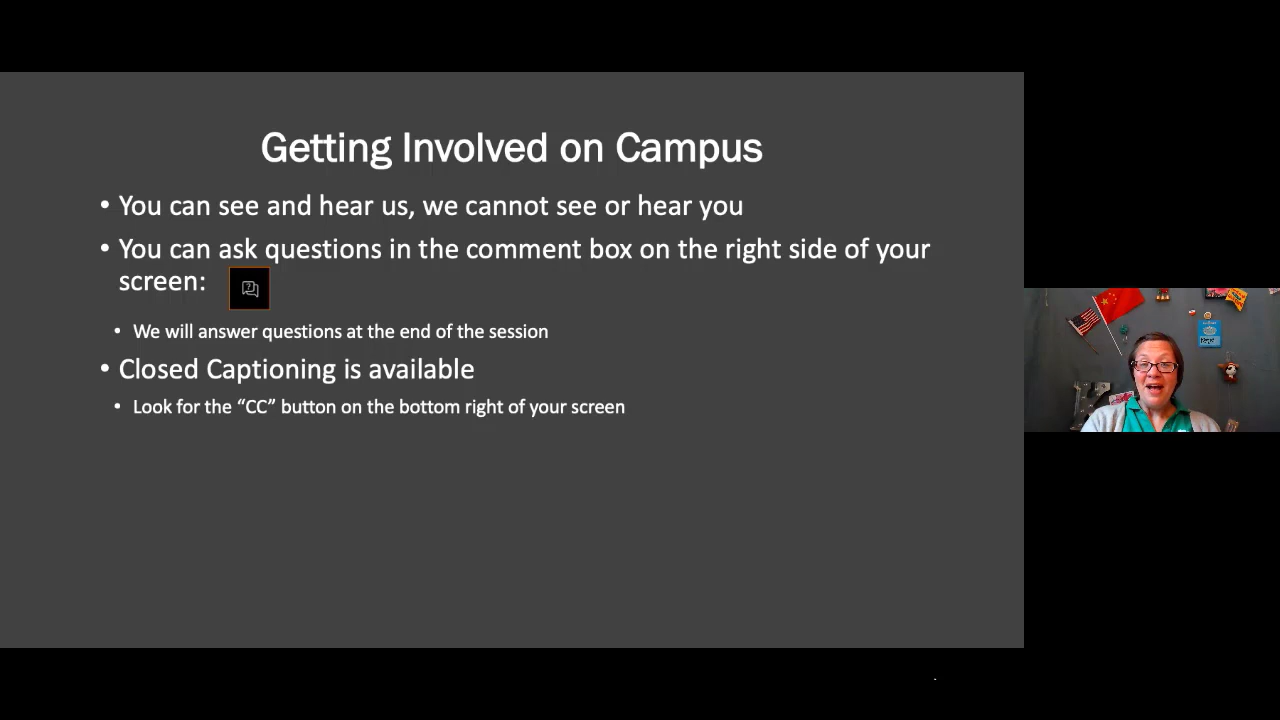 Getting Involved on Campus
• You can see and hear us, we cannot see or hear you
• You can ask questions in the comment box on the right side of your
screen:
• We will answer questions at the end of the session
• Closed Captioning is available
• Look for the “CC” button on the bottom right of your screen